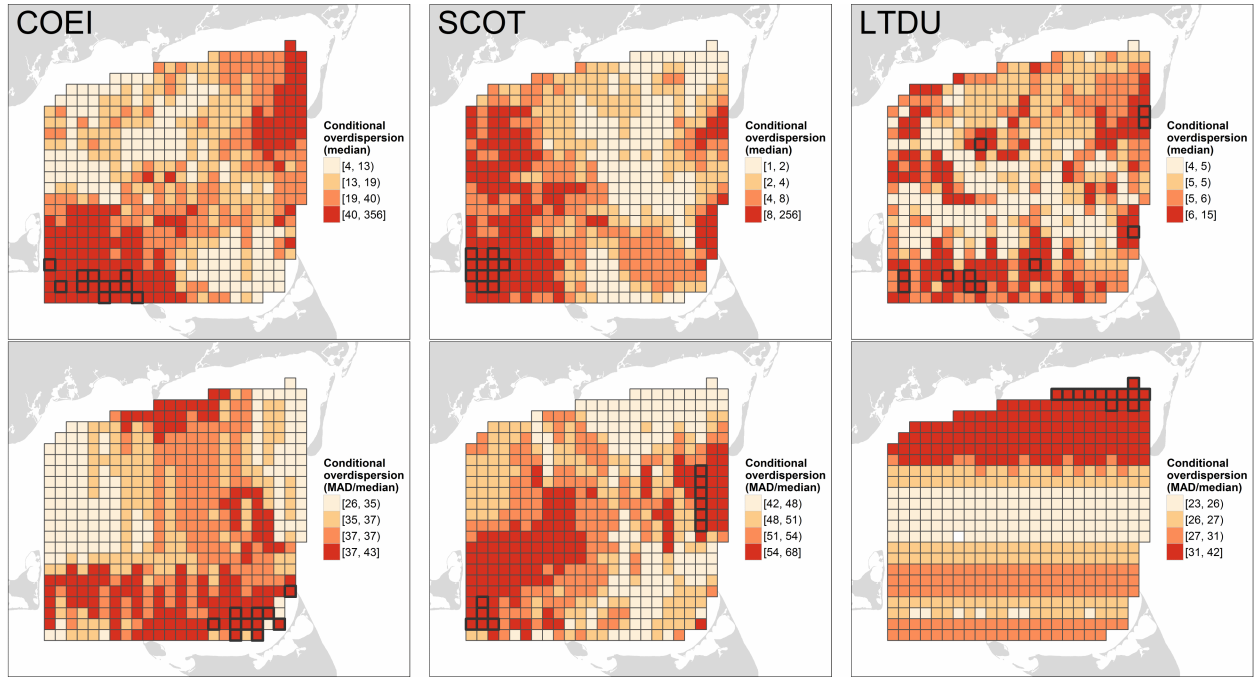 COEI
Conditional
overdispersion
(median)
[4, 13)
[13, 19)
[19, 40)
[40, 356]
SCOT
Conditional
overdispersion
(median)
[1, 2)
[2, 4)
[4, 8)
[8, 256]
LTDU
Conditional
overdispersion
(median)
[4, 5)
[5, 5)
[5, 6)
[6, 15]
Conditional
overdispersion
(MAD/median)
[26, 35)
[35, 37)
[37, 37)
[37, 43]
Conditional
overdispersion
(MAD/median)
[42, 48)
[48, 51)
[51, 54)
[54, 68]
Conditional
overdispersion
(MAD/median)
[23, 26)
[26, 27)
[27, 31)
[31, 42]